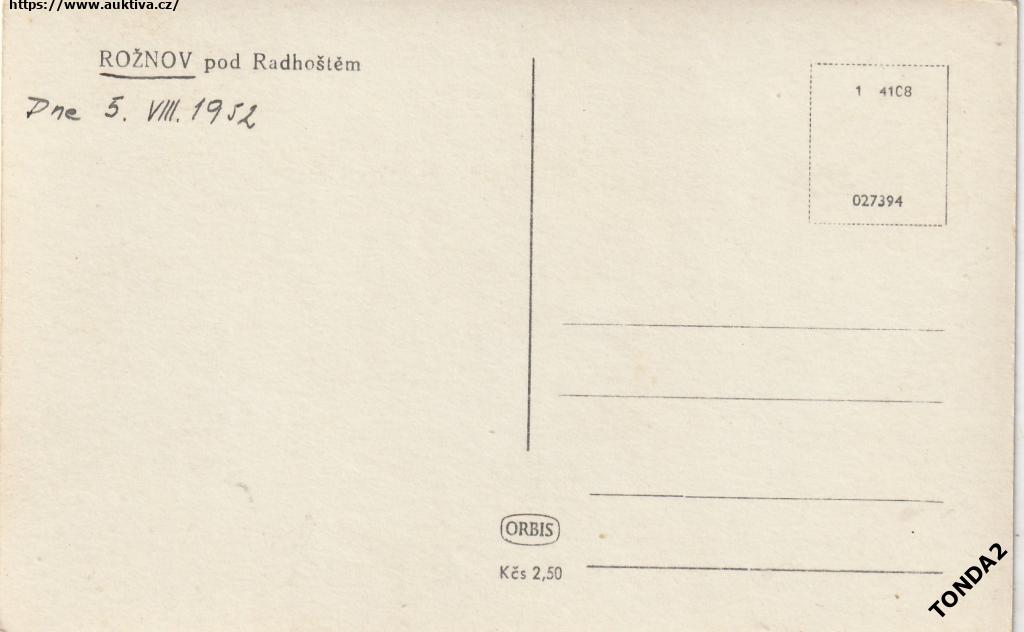 https://www.auktiva.cz/
ROŽNOV pod Radhoštěm
Dne 5. VIII. 1952
1 41C8
027394
ORBIS
Kčs 2,50
TONDA2